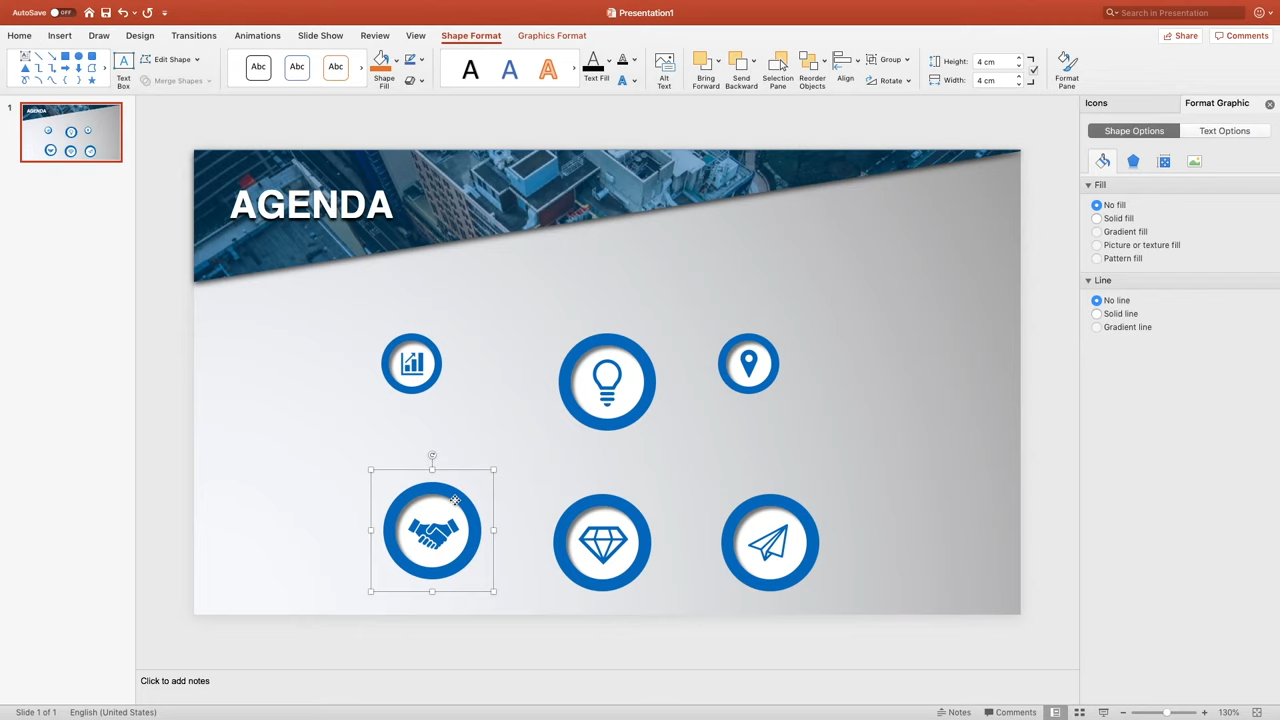 AutoSave OFF
Presentation1
Search in Presentation
Home Insert Draw Design Transitions Animations Slide Show Review View Shape Format Graphics Format
Share Comments
A Text Box
Edit Shape
Merge Shapes
Abc Abc Abc
Shape Fill
A A A
Text Fill
Alt Text
Bring Forward
Send Backward
Selection Pane
Reorder Objects
Align
Group
Rotate
Height: 4 cm
Width: 4 cm
Format Pane
1
AGENDA
AGENDA
Icons Format Graphic
Shape Options Text Options
Fill
No fill
Solid fill
Gradient fill
Picture or texture fill
Pattern fill
Line
No line
Solid line
Gradient line
Click to add notes
Slide 1 of 1 English (United States) Notes Comments 130%